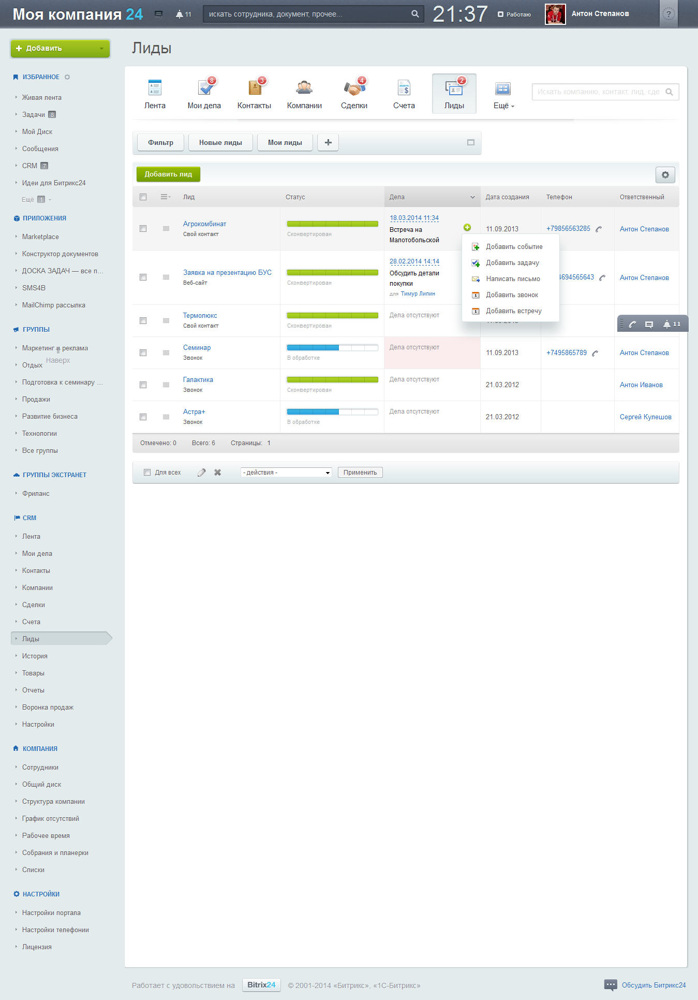 Моя компания 24
11
искать сотрудника, документ, прочее...
21:37
Работаю
Антон Степанов
?
Добавить
Лиды
ИЗБРАННОЕ
Живая лента
Задачи 8
Мой Диск
Сообщения
CRM 7
Идеи для Битрикс24
Ещё 1
ПРИЛОЖЕНИЯ
Marketplace
Конструктор документов
ДОСКА ЗАДАЧ — все п...
SMS4B
MailChimp рассылка
ГРУППЫ
Маркетинг и реклама
Наверх
Отдых
Подготовка к семинару ...
Продажи
Развитие бизнеса
Технологии
Все группы
ГРУППЫ ЭКСТРАНЕТ
Фриланс
CRM
Лента
Мои дела
Контакты
Компании
Сделки
Счета
Лиды
История
Товары
Отчеты
Воронка продаж
Настройки
КОМПАНИЯ
Сотрудники
Общий диск
Структура компании
График отсутствий
Рабочее время
Собрания и планерки
Списки
НАСТРОЙКИ
Настройки портала
Настройки телефонии
Лицензия
Лента
8
Мои дела
3
Контакты
Компании
4
Сделки
$
Счета
2
Лиды
Ещё
Искать компанию, контакт, лид, сде
Фильтр
Новые лиды
Мои лиды
Добавить лид
Лид Статус Дела Дата создания Телефон Ответственный
Агрокомбинат
Свой контакт
Сконвертирован
18.03.2014 11:34
Встреча на
Малотобольской
11.09.2013
+79856563285
Антон Степанов
Добавить событие
Добавить задачу
Написать письмо
Добавить звонок
Добавить встречу
Заявка на презентацию БУС
Веб-сайт
Сконвертирован
28.02.2014 14:14
Обсудить детали
покупки
для Тимур Липин
4694565643
Антон Степанов
Термолюкс
Свой контакт
Сконвертирован
Дела отсутствуют
11
Семинар
Звонок
В обработке
Дела отсутствуют
11.09.2013
+7495865789
Антон Степанов
Галактика
Звонок
Сконвертирован
Дела отсутствуют
21.03.2012
Антон Иванов
Астра+
Звонок
В обработке
Дела отсутствуют
21.03.2012
Сергей Кулешов
Отмечено: 0 Всего: 6 Страницы: 1
Для всех
- действия -
Применить
Работает с удовольствием на Bitrix24 © 2001-2014 «Битрикс», «1С-Битрикс»
Обсудить Битрикс24